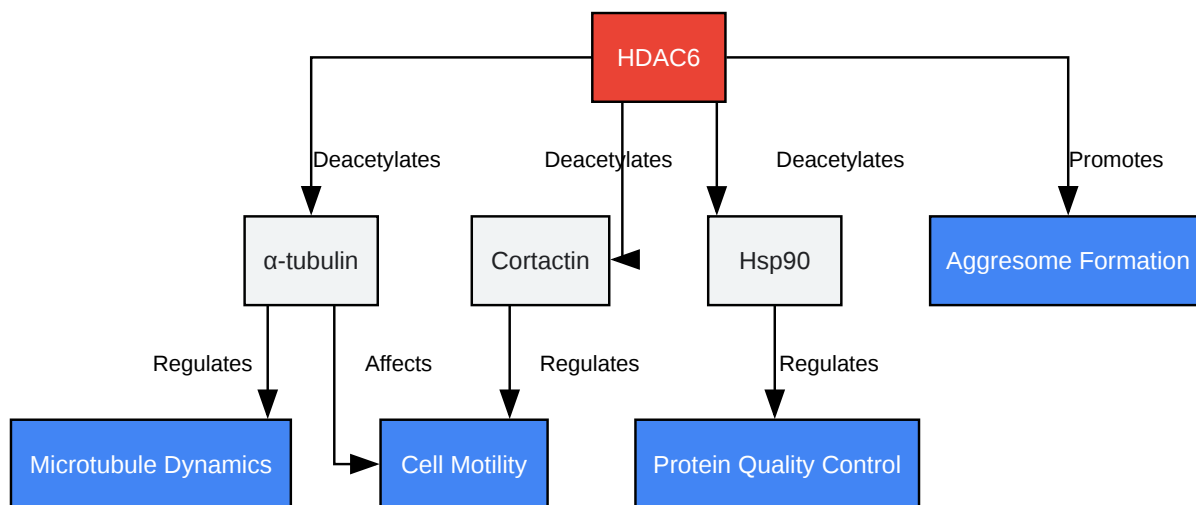 HDAC6
Deacetylates
Deacetylates
Deacetylates
Promotes
α-tubulin
Cortactin
Hsp90
Aggresome Formation
Regulates
Affects
Regulates
Regulates
Microtubule Dynamics
Cell Motility
Protein Quality Control